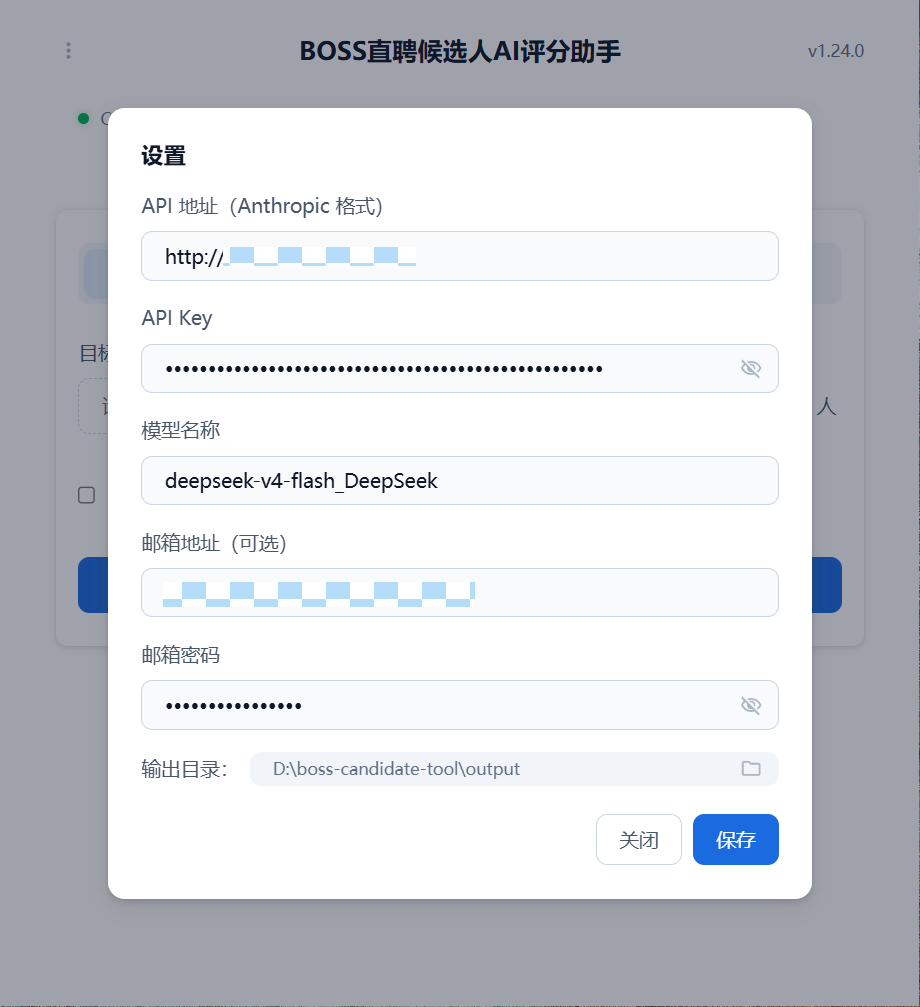 BOSS直聘候选人AI评分助手
v1.24.0
设置
API 地址（Anthropic 格式）
http://
API Key
••••••••••••••••••••••••••••••••••••••••••••••••••
模型名称
deepseek-v4-flash_DeepSeek
邮箱地址（可选）
邮箱密码
••••••••••••••••
输出目录：
D:\boss-candidate-tool\output
关闭
保存
人